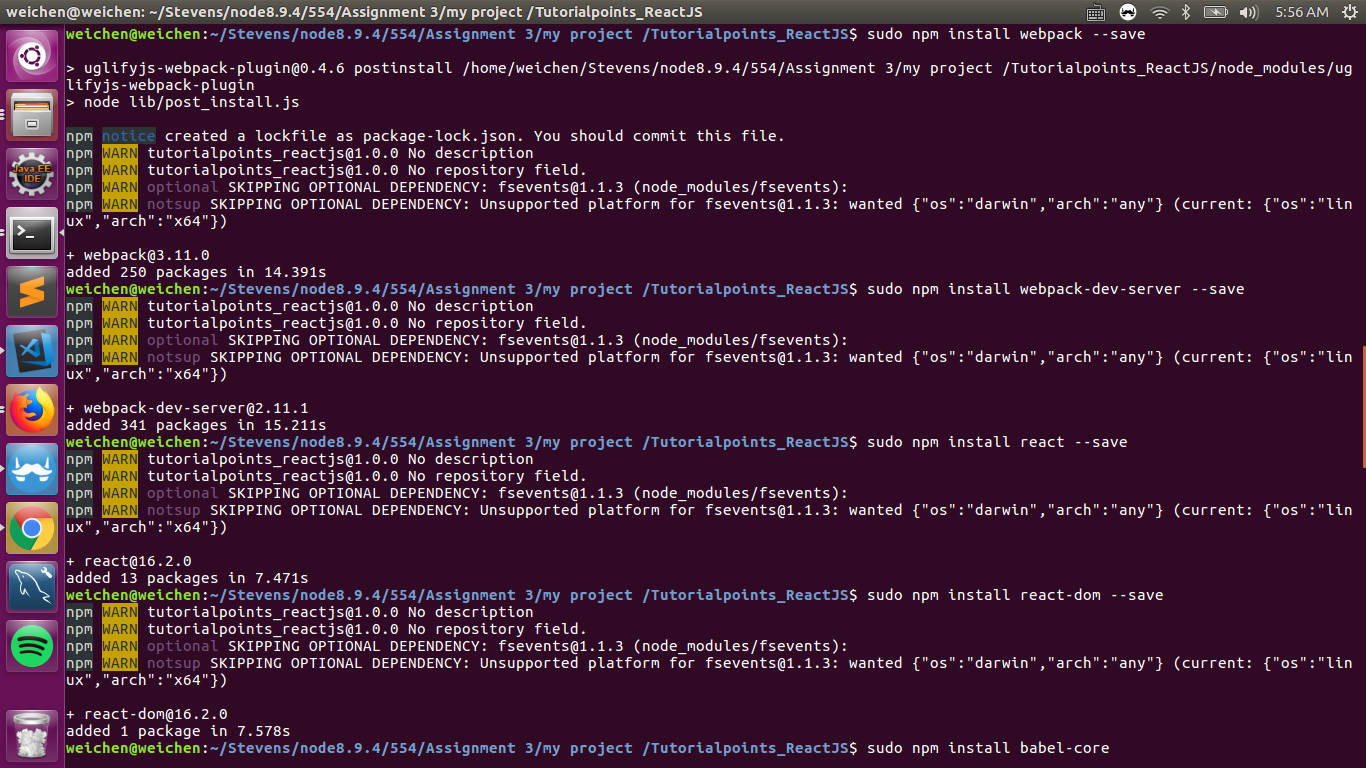 weichen@weichen: ~/Stevens/node8.9.4/554/Assignment 3/my project /Tutorialpoints_ReactJS
5:56 AM
weichen@weichen:~/Stevens/node8.9.4/554/Assignment 3/my project /Tutorialpoints_ReactJS$ sudo npm install webpack --save
> uglifyjs-webpack-plugin@0.4.6 postinstall /home/weichen/Stevens/node8.9.4/554/Assignment 3/my project /Tutorialpoints_ReactJS/node_modules/ug
lifyjs-webpack-plugin
> node lib/post_install.js
npm notice created a lockfile as package-lock.json. You should commit this file.
npm WARN tutorialpoints_reactjs@1.0.0 No description
npm WARN tutorialpoints_reactjs@1.0.0 No repository field.
npm WARN optional SKIPPING OPTIONAL DEPENDENCY: fsevents@1.1.3 (node_modules/fsevents):
npm WARN notsup SKIPPING OPTIONAL DEPENDENCY: Unsupported platform for fsevents@1.1.3: wanted {"os":"darwin","arch":"any"} (current: {"os":"lin
ux","arch":"x64"})
+ webpack@3.11.0
added 250 packages in 14.391s
weichen@weichen:~/Stevens/node8.9.4/554/Assignment 3/my project /Tutorialpoints_ReactJS$ sudo npm install webpack-dev-server --save
npm WARN tutorialpoints_reactjs@1.0.0 No description
npm WARN tutorialpoints_reactjs@1.0.0 No repository field.
npm WARN optional SKIPPING OPTIONAL DEPENDENCY: fsevents@1.1.3 (node_modules/fsevents):
npm WARN notsup SKIPPING OPTIONAL DEPENDENCY: Unsupported platform for fsevents@1.1.3: wanted {"os":"darwin","arch":"any"} (current: {"os":"lin
ux","arch":"x64"})
+ webpack-dev-server@2.11.1
added 341 packages in 15.211s
weichen@weichen:~/Stevens/node8.9.4/554/Assignment 3/my project /Tutorialpoints_ReactJS$ sudo npm install react --save
npm WARN tutorialpoints_reactjs@1.0.0 No description
npm WARN tutorialpoints_reactjs@1.0.0 No repository field.
npm WARN optional SKIPPING OPTIONAL DEPENDENCY: fsevents@1.1.3 (node_modules/fsevents):
npm WARN notsup SKIPPING OPTIONAL DEPENDENCY: Unsupported platform for fsevents@1.1.3: wanted {"os":"darwin","arch":"any"} (current: {"os":"lin
ux","arch":"x64"})
+ react@16.2.0
added 13 packages in 7.471s
weichen@weichen:~/Stevens/node8.9.4/554/Assignment 3/my project /Tutorialpoints_ReactJS$ sudo npm install react-dom --save
npm WARN tutorialpoints_reactjs@1.0.0 No description
npm WARN tutorialpoints_reactjs@1.0.0 No repository field.
npm WARN optional SKIPPING OPTIONAL DEPENDENCY: fsevents@1.1.3 (node_modules/fsevents):
npm WARN notsup SKIPPING OPTIONAL DEPENDENCY: Unsupported platform for fsevents@1.1.3: wanted {"os":"darwin","arch":"any"} (current: {"os":"lin
ux","arch":"x64"})
+ react-dom@16.2.0
added 1 package in 7.578s
weichen@weichen:~/Stevens/node8.9.4/554/Assignment 3/my project /Tutorialpoints_ReactJS$ sudo npm install babel-core
Java EE
IDE